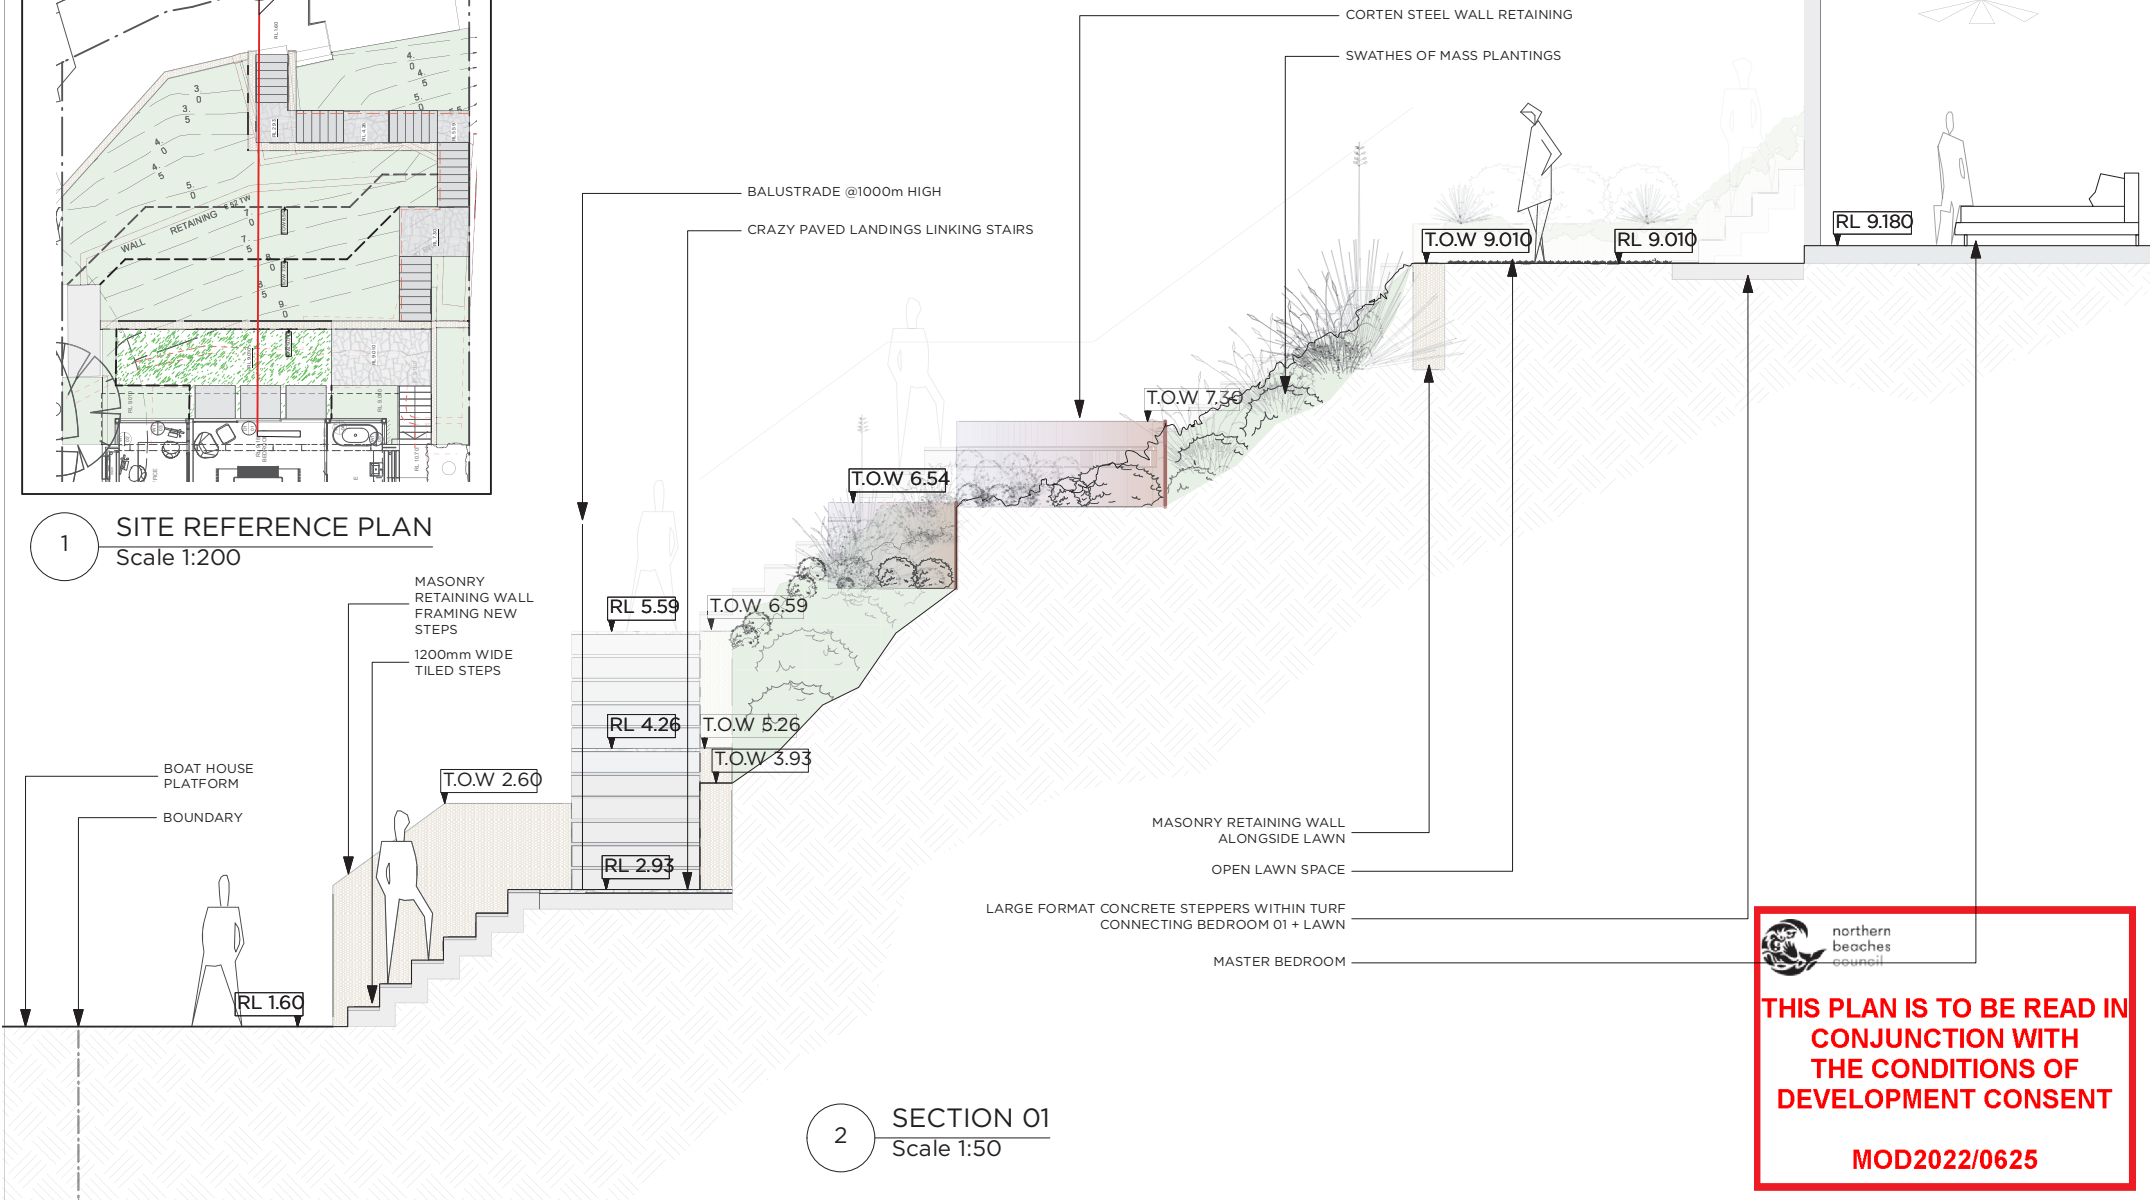 CORTEN STEEL WALL RETAINING
SWATHES OF MASS PLANTINGS
BALUSTRADE @1000m HIGH
CRAZY PAVED LANDINGS LINKING STAIRS
T.O.W 9.010
RL 9.010
RL 9.180
T.O.W 7.30
T.O.W 6.54
WALL
RETAINING
1
SITE REFERENCE PLAN
Scale 1:200
MASONRY
RETAINING WALL
FRAMING NEW
STEPS
1200mm WIDE
TILED STEPS
RL 5.59
T.O.W 6.59
RL 4.26
T.O.W 5.26
T.O.W 3.93
T.O.W 2.60
RL 2.93
BOAT HOUSE
PLATFORM
BOUNDARY
RL 1.60
MASONRY RETAINING WALL
ALONGSIDE LAWN
OPEN LAWN SPACE
LARGE FORMAT CONCRETE STEPPERS WITHIN TURF
CONNECTING BEDROOM 01 + LAWN
MASTER BEDROOM
2
SECTION 01
Scale 1:50
northern
beaches
council
THIS PLAN IS TO BE READ IN
CONJUNCTION WITH
THE CONDITIONS OF
DEVELOPMENT CONSENT
MOD2022/0625